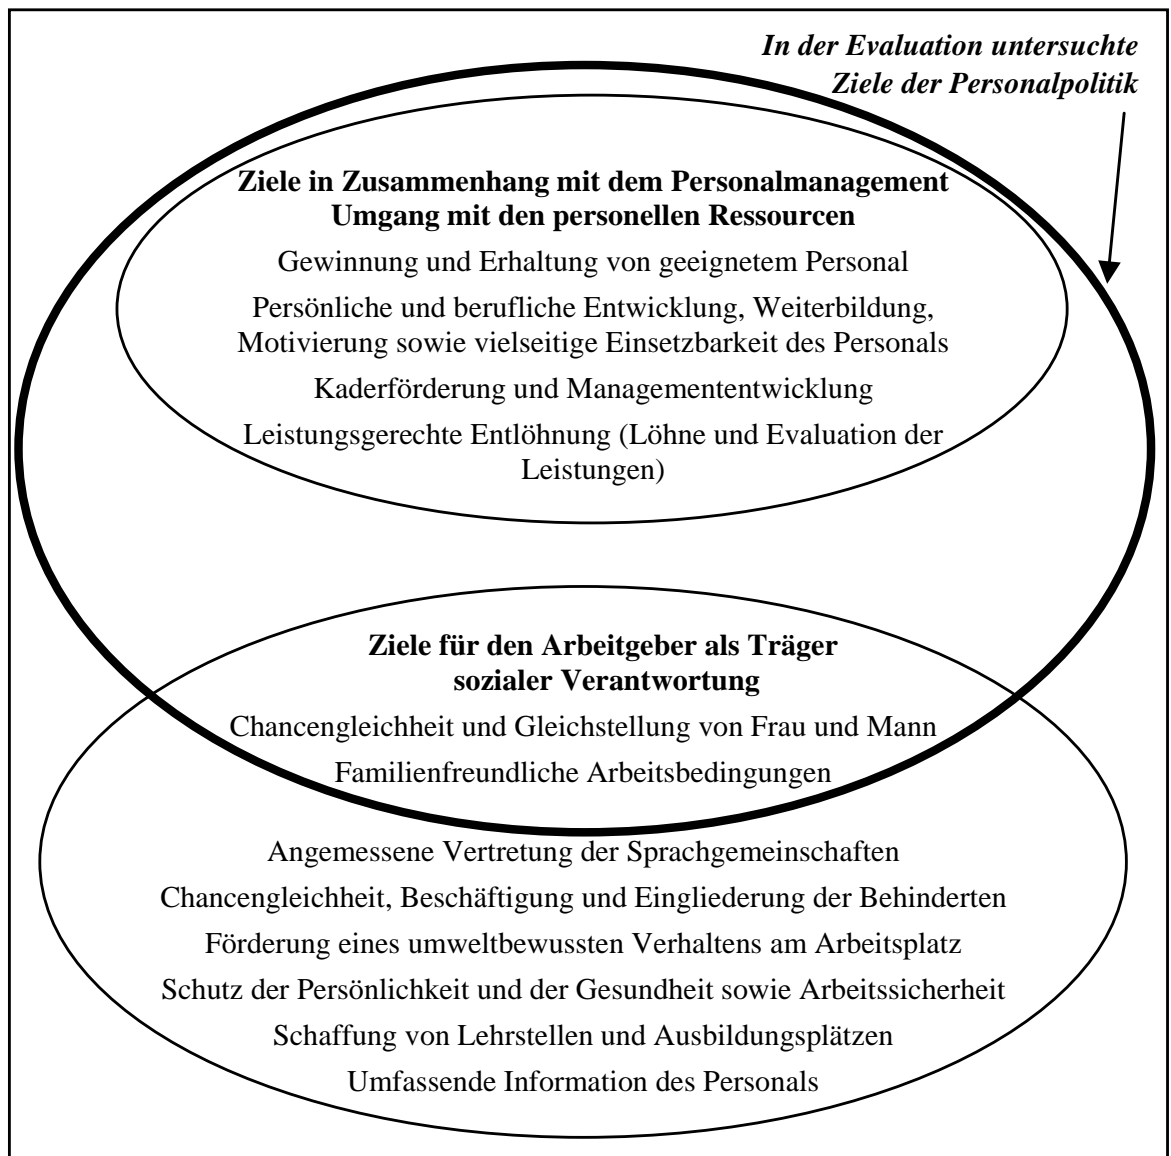 In der Evaluation untersuchte
Ziele der Personalpolitik
Ziele in Zusammenhang mit dem Personalmanagement
Umgang mit den personellen Ressourcen
Gewinnung und Erhaltung von geeignetem Personal
Persönliche und berufliche Entwicklung, Weiterbildung,
Motivierung sowie vielseitige Einsetzbarkeit des Personals
Kaderförderung und Managemententwicklung
Leistungsgerechte Entlöhnung (Löhne und Evaluation der
Leistungen)
Ziele für den Arbeitgeber als Träger
sozialer Verantwortung
Chancengleichheit und Gleichstellung von Frau und Mann
Familienfreundliche Arbeitsbedingungen
Angemessene Vertretung der Sprachgemeinschaften
Chancengleichheit, Beschäftigung und Eingliederung der Behinderten
Förderung eines umweltbewussten Verhaltens am Arbeitsplatz
Schutz der Persönlichkeit und der Gesundheit sowie Arbeitssicherheit
Schaffung von Lehrstellen und Ausbildungsplätzen
Umfassende Information des Personals